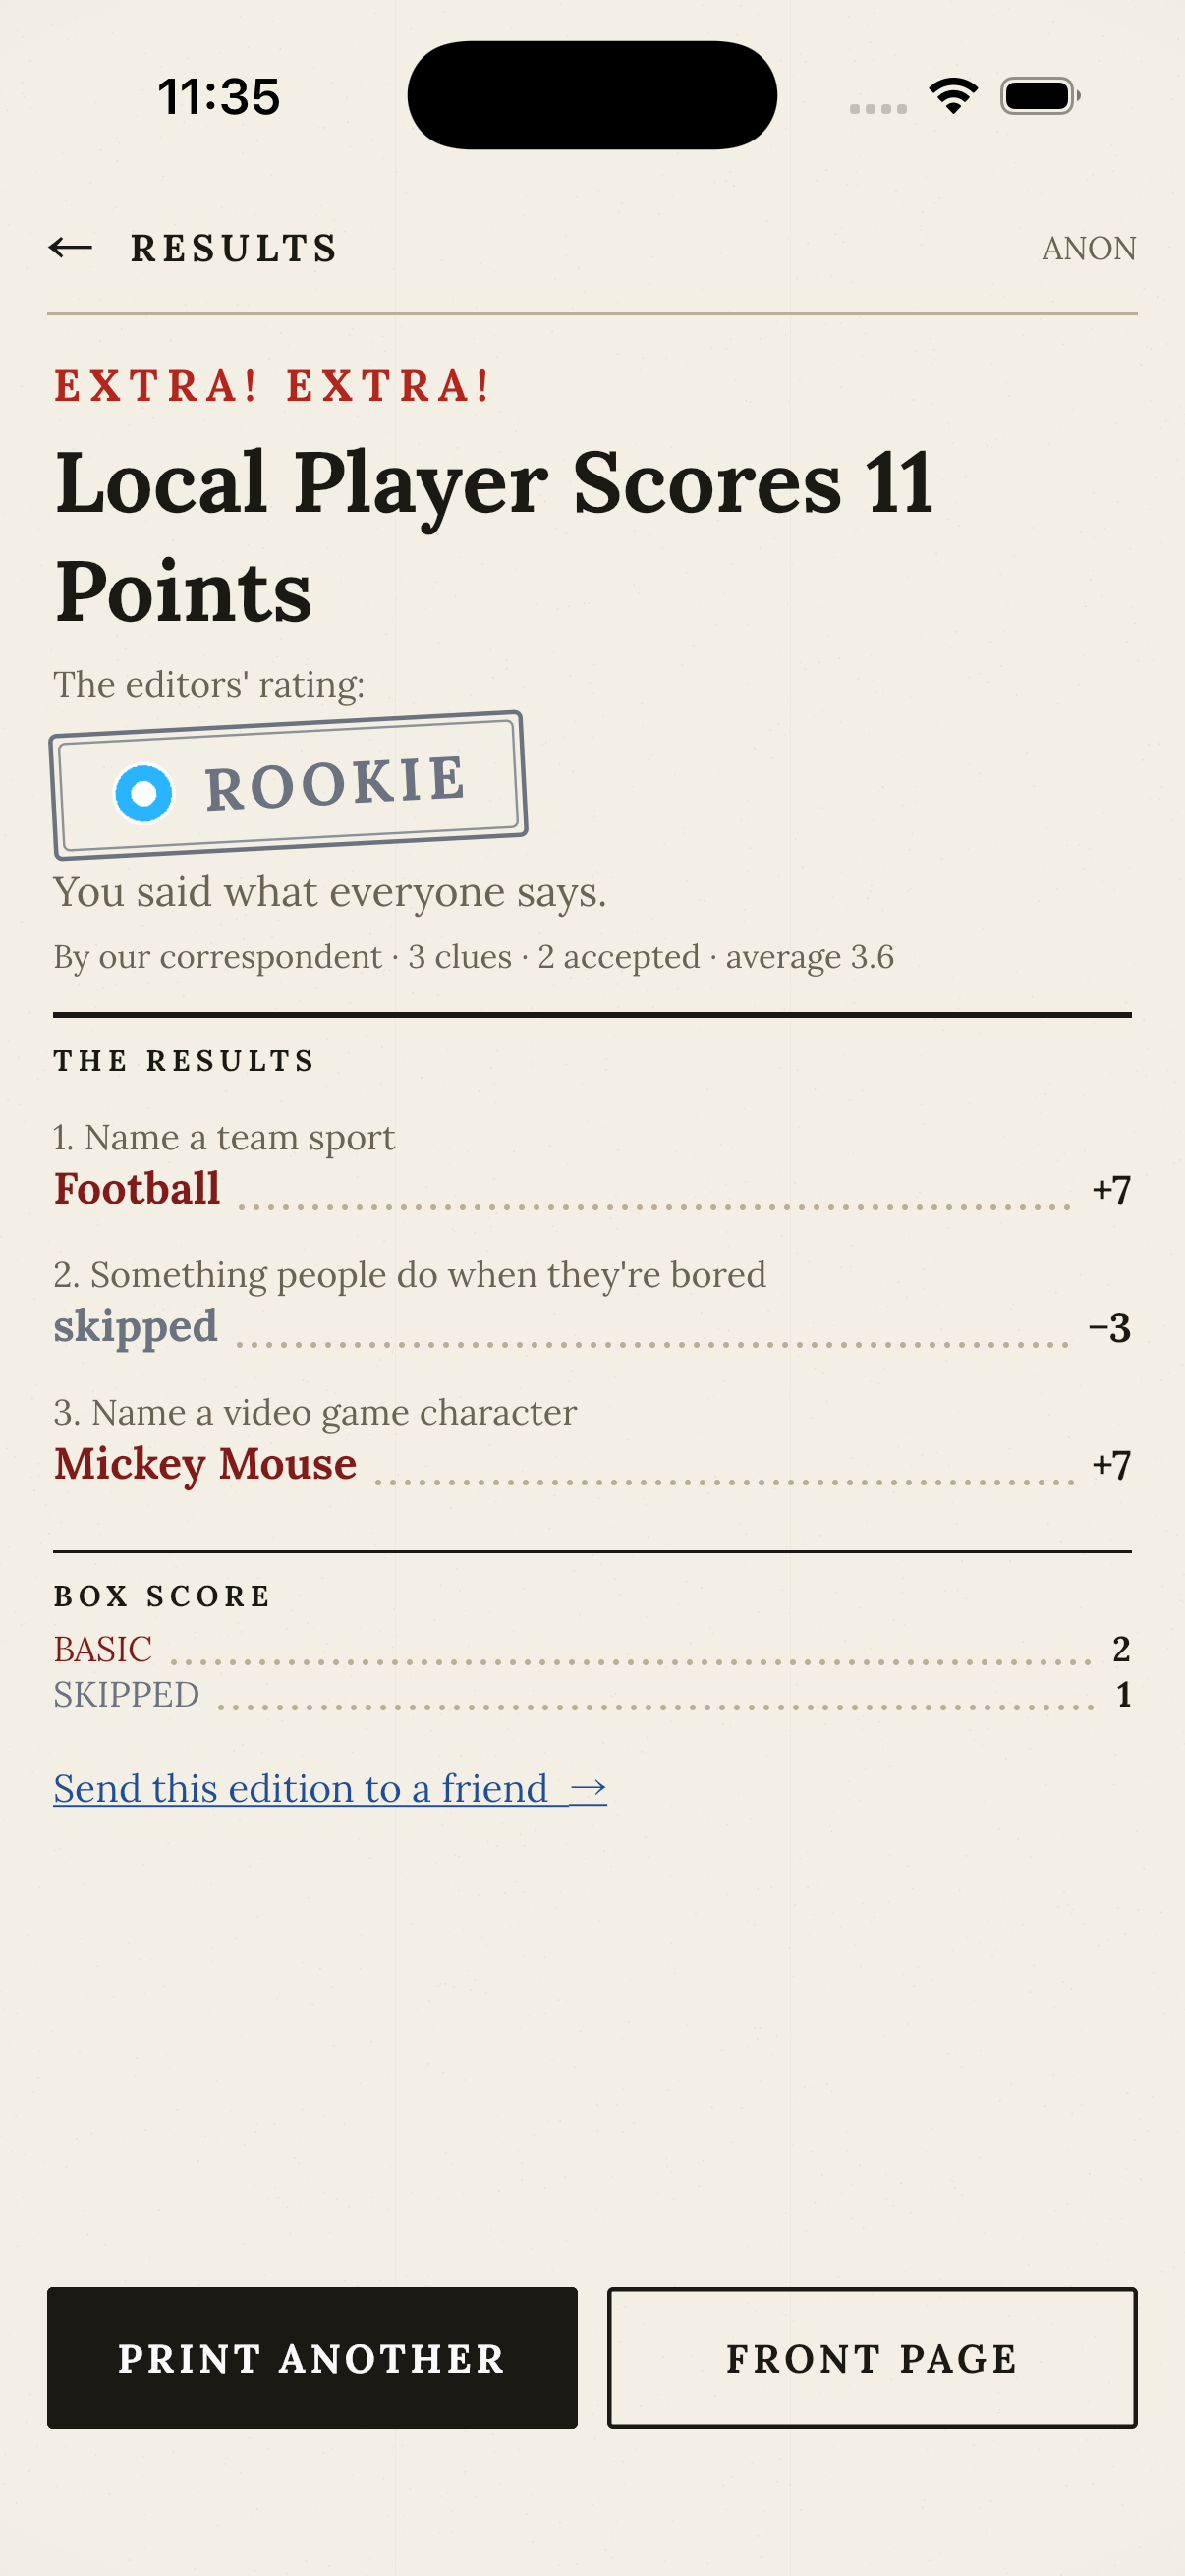 11:35
← RESULTS
ANON
EXTRA! EXTRA!
Local Player Scores 11
Points
The editors' rating:
ROOKIE
You said what everyone says.
By our correspondent · 3 clues · 2 accepted · average 3.6
THE RESULTS
1. Name a team sport
Football +7
2. Something people do when they're bored
skipped −3
3. Name a video game character
Mickey Mouse +7
BOX SCORE
BASIC 2
SKIPPED 1
Send this edition to a friend →
PRINT ANOTHER
FRONT PAGE